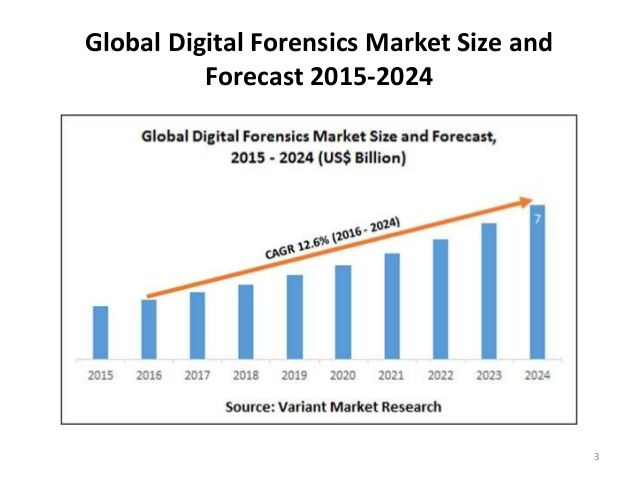 Global Digital Forensics Market Size and
Forecast 2015-2024
Global Digital Forensics Market Size and Forecast,
2015 - 2024 (US$ Billion)
CAGR 12.6% (2016 - 2024)
7
2015 2016 2017 2018 2019 2020 2021 2022 2023 2024
Source: Variant Market Research
3